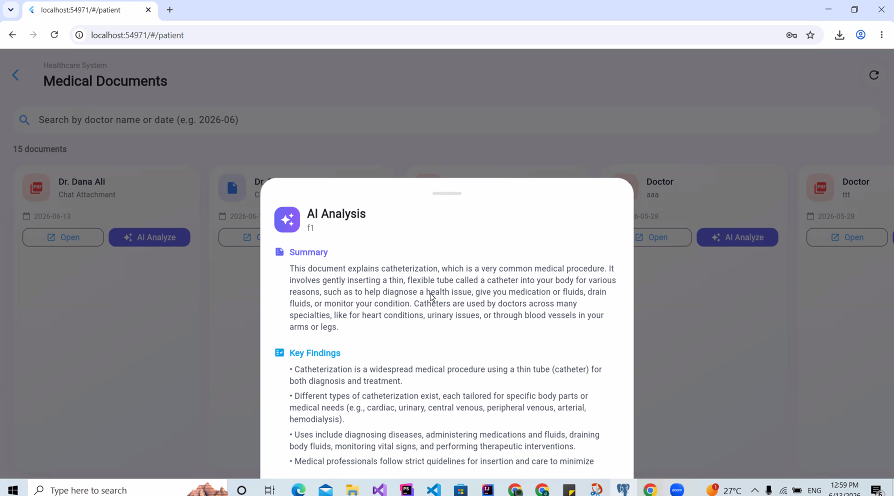 localhost:54971/#/patient
localhost:54971/#/patient
Healthcare System
Medical Documents
Search by doctor name or date (e.g. 2026-06)
15 documents
Dr. Dana Ali
Chat Attachment
2026-06-13
Open
AI Analyze
Doctor
aaa
2026-05-28
Open
AI Analyze
Doctor
ttt
2026-05-28
Open
AI Analysis
f1
Summary
This document explains catheterization, which is a very common medical procedure. It
involves gently inserting a thin, flexible tube called a catheter into your body for various
reasons, such as to help diagnose a health issue, give you medication or fluids, drain
fluids, or monitor your condition. Catheters are used by doctors across many
specialties, like for heart conditions, urinary issues, or through blood vessels in your
arms or legs.
Key Findings
• Catheterization is a widespread medical procedure using a thin tube (catheter) for
both diagnosis and treatment.
• Different types of catheterization exist, each tailored for specific body parts or
medical needs (e.g., cardiac, urinary, central venous, peripheral venous, arterial,
hemodialysis).
• Uses include diagnosing diseases, administering medications and fluids, draining
body fluids, monitoring vital signs, and performing therapeutic interventions.
• Medical professionals follow strict guidelines for insertion and care to minimize
Type here to search
27°C
ENG
12:59 PM